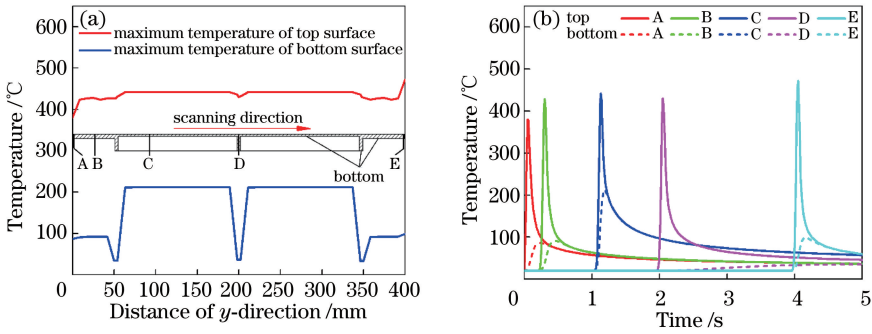 (a)
maximum temperature of top surface
maximum temperature of bottom surface
scanning direction
A B C D E
bottom
Temperature /℃
600
500
400
300
200
100
0 50 100 150 200 250 300 350 400
Distance of y-direction /mm
(b)
top A B C D E
bottom A B C D E
Temperature /℃
600
500
400
300
200
100
0 1 2 3 4 5
Time /s